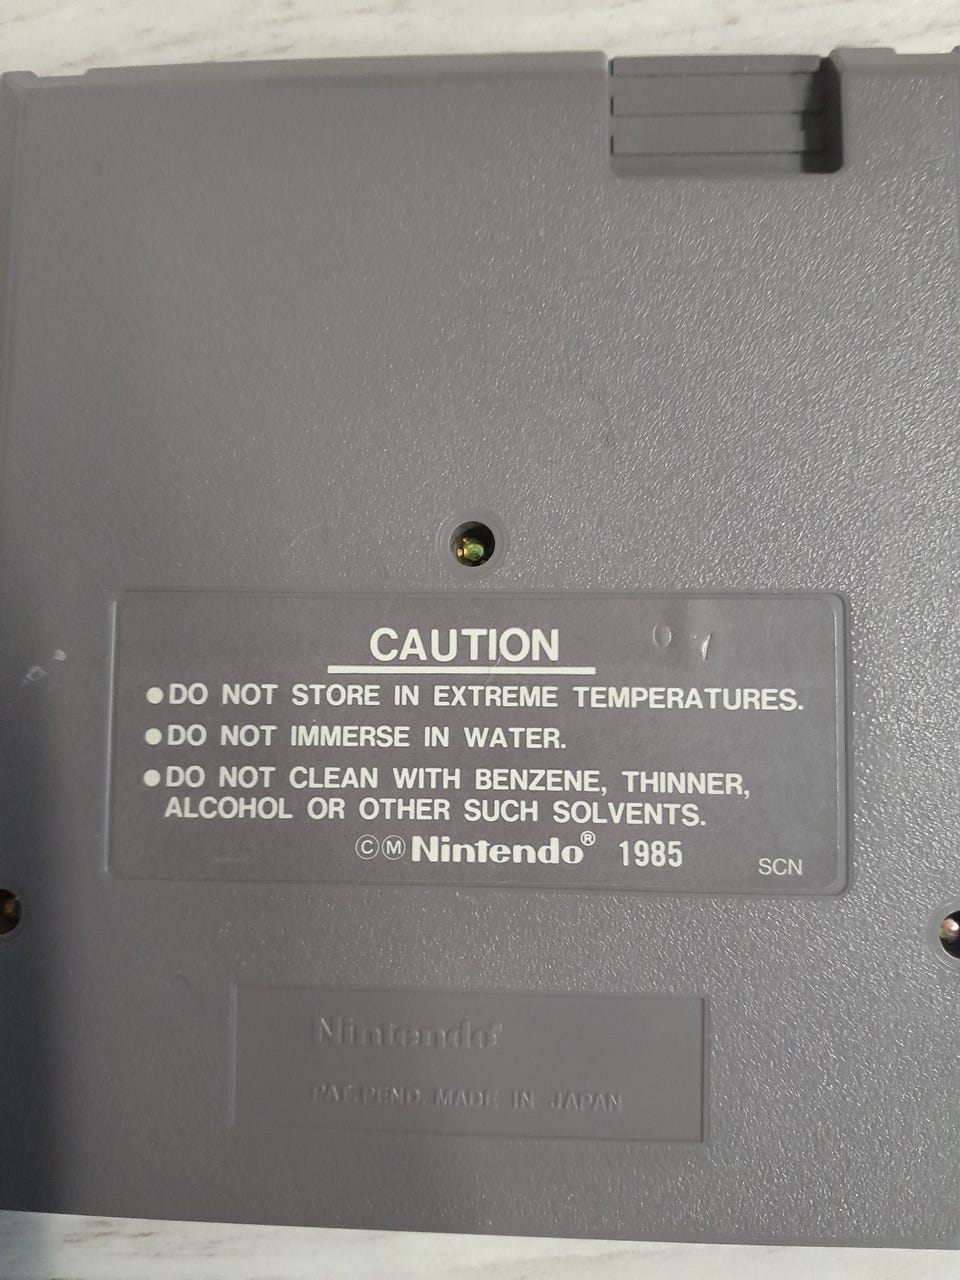 CAUTION
07
●DO NOT STORE IN EXTREME TEMPERATURES.
●DO NOT IMMERSE IN WATER.
●DO NOT CLEAN WITH BENZENE, THINNER,
ALCOHOL OR OTHER SUCH SOLVENTS.
©Ⓜ Nintendo® 1985
SCN
Nintendo®
PAT.PEND. MADE IN JAPAN